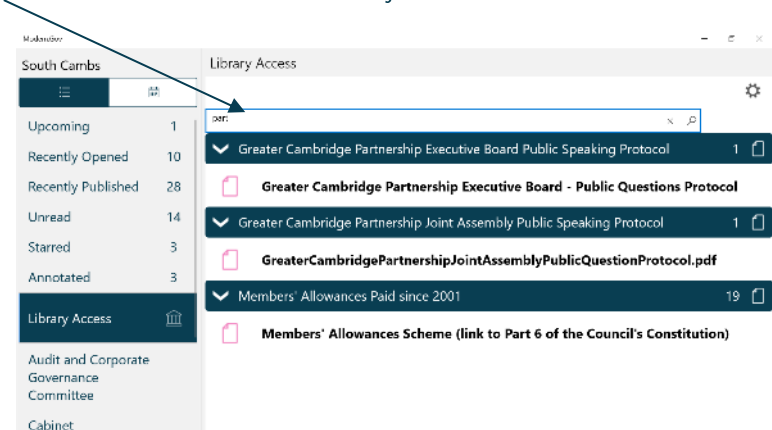 South Cambs
Library Access
Upcoming 1
Recently Opened 10
Recently Published 28
Unread 14
Starred 3
Annotated 3
Library Access
Audit and Corporate
Governance
Committee
Cabinet
part
Greater Cambridge Partnership Executive Board Public Speaking Protocol 1
Greater Cambridge Partnership Executive Board - Public Questions Protocol
Greater Cambridge Partnership Joint Assembly Public Speaking Protocol 1
GreaterCambridgePartnershipJointAssemblyPublicQuestionProtocol.pdf
Members' Allowances Paid since 2001 19
Members' Allowances Scheme (link to Part 6 of the Council's Constitution)